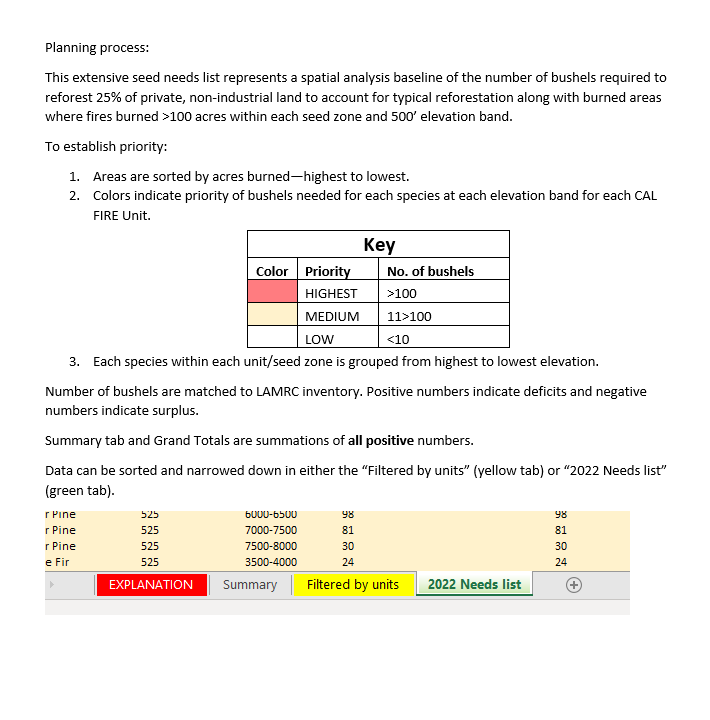 Planning process:
This extensive seed needs list represents a spatial analysis baseline of the number of bushels required to
reforest 25% of private, non-industrial land to account for typical reforestation along with burned areas
where fires burned >100 acres within each seed zone and 500’ elevation band.
To establish priority:
1. Areas are sorted by acres burned—highest to lowest.
2. Colors indicate priority of bushels needed for each species at each elevation band for each CAL
FIRE Unit.
Key
Color Priority No. of bushels
HIGHEST >100
MEDIUM 11>100
LOW <10
3. Each species within each unit/seed zone is grouped from highest to lowest elevation.
Number of bushels are matched to LAMRC inventory. Positive numbers indicate deficits and negative
numbers indicate surplus.
Summary tab and Grand Totals are summations of all positive numbers.
Data can be sorted and narrowed down in either the “Filtered by units” (yellow tab) or “2022 Needs list”
(green tab).
r Pine 525 6000-6500 98 98
r Pine 525 7000-7500 81 81
r Pine 525 7500-8000 30 30
e Fir 525 3500-4000 24 24
EXPLANATION Summary Filtered by units 2022 Needs list